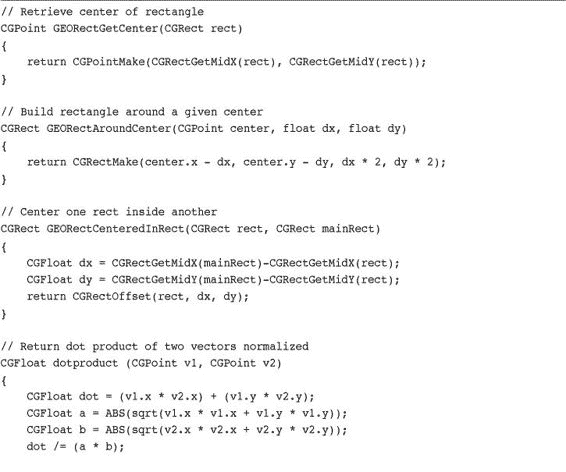 // Retrieve center of rectangle
CGPoint GEORectGetCenter(CGRect rect)
{
    return CGPointMake(CGRectGetMidX(rect), CGRectGetMidY(rect));
}

// Build rectangle around a given center
CGRect GEORectAroundCenter(CGPoint center, float dx, float dy)
{
    return CGRectMake(center.x - dx, center.y - dy, dx * 2, dy * 2);
}

// Center one rect inside another
CGRect GEORectCenteredInRect(CGRect rect, CGRect mainRect)
{
    CGFloat dx = CGRectGetMidX(mainRect)-CGRectGetMidX(rect);
    CGFloat dy = CGRectGetMidY(mainRect)-CGRectGetMidY(rect);
    return CGRectOffset(rect, dx, dy);
}

// Return dot product of two vectors normalized
CGFloat dotproduct (CGPoint v1, CGPoint v2)
{
    CGFloat dot = (v1.x * v2.x) + (v1.y * v2.y);
    CGFloat a = ABS(sqrt(v1.x * v1.x + v1.y * v1.y));
    CGFloat b = ABS(sqrt(v2.x * v2.x + v2.y * v2.y));
    dot /= (a * b);